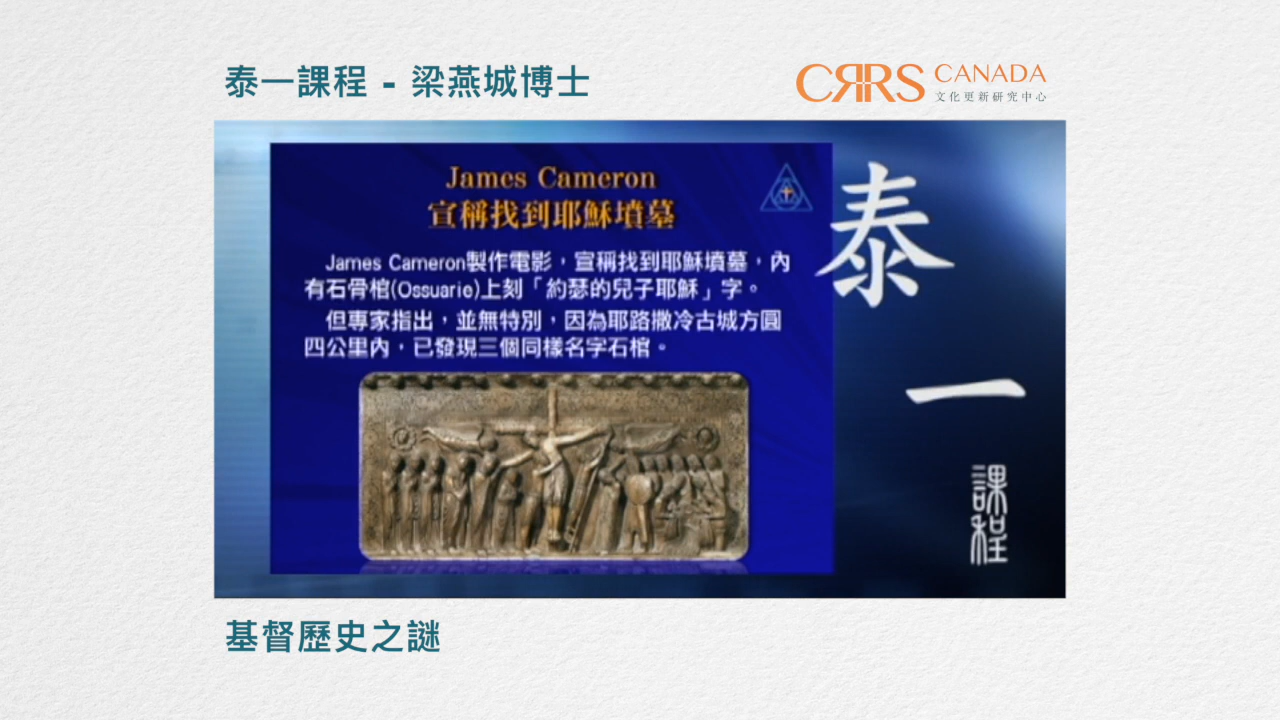 泰一課程 - 梁燕城博士
CRRS CANADA
文化更新研究中心
James Cameron
宣稱找到耶穌墳墓
James Cameron製作電影，宣稱找到耶穌墳墓，內
有石骨棺(Ossuarie)上刻「約瑟的兒子耶穌」字。
但專家指出，並無特別，因為耶路撒冷古城方圓
四公里內，已發現三個同樣名字石棺。
泰
一
課程
基督歷史之謎